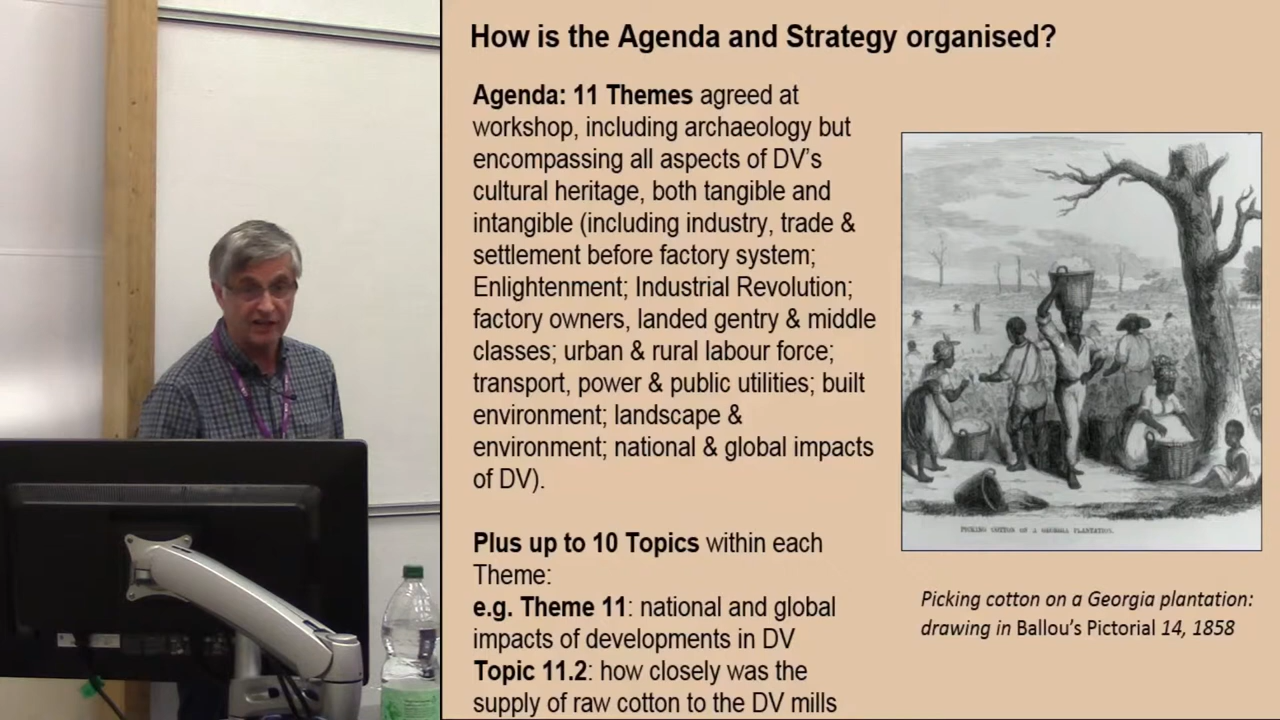 How is the Agenda and Strategy organised?
Agenda: 11 Themes agreed at
workshop, including archaeology but
encompassing all aspects of DV's
cultural heritage, both tangible and
intangible (including industry, trade &
settlement before factory system;
Enlightenment; Industrial Revolution;
factory owners, landed gentry & middle
classes; urban & rural labour force;
transport, power & public utilities; built
environment; landscape &
environment; national & global impacts
of DV).
Plus up to 10 Topics within each
Theme:
e.g. Theme 11: national and global
impacts of developments in DV
Topic 11.2: how closely was the
supply of raw cotton to the DV mills
PICKING COTTON ON A GEORGIA PLANTATION.
Picking cotton on a Georgia plantation:
drawing in Ballou's Pictorial 14, 1858